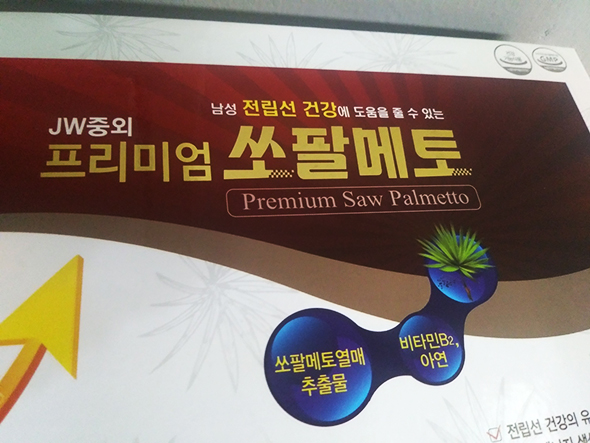 GMP
남성 전립선 건강에 도움을 줄 수 있는
JW중외
프리미엄 쏘팔메토
Premium Saw Palmetto
쏘팔메토열매
추출물
비타민B2,
아연
전립선 건강의 유